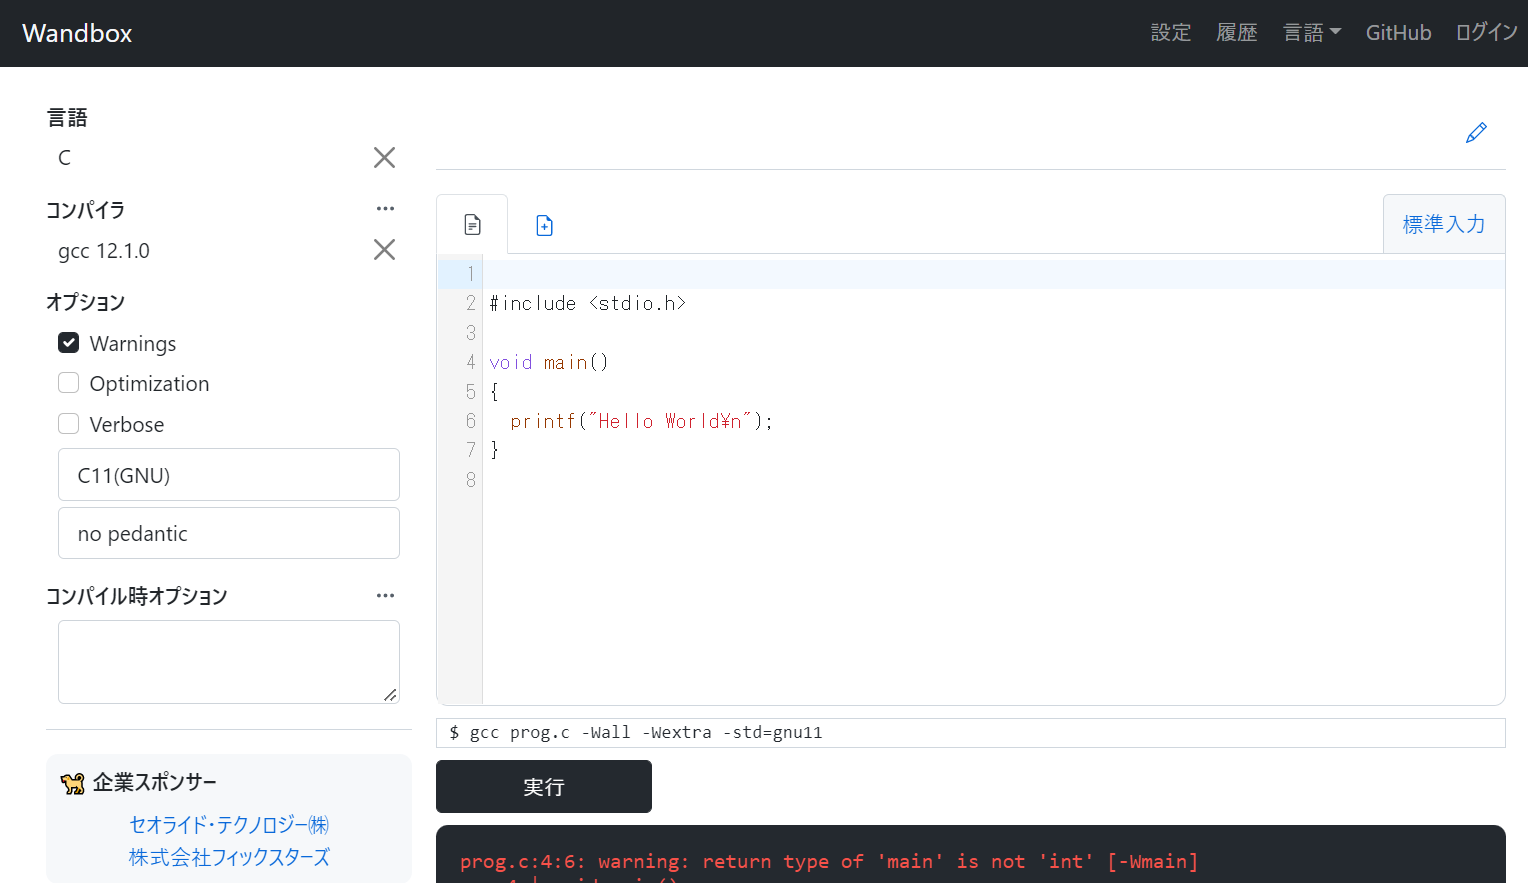 Wandbox
設定 履歴 言語 GitHub ログイン
言語
C
コンパイラ
gcc 12.1.0
オプション
Warnings
Optimization
Verbose
C11(GNU)
no pedantic
コンパイル時オプション
企業スポンサー
セオライド・テクノロジー㈱
株式会社フィックスターズ
標準入力
1
2 #include <stdio.h>
3
4 void main()
5 {
6 printf("Hello World¥n");
7 }
8
$ gcc prog.c -Wall -Wextra -std=gnu11
実行
prog.c:4:6: warning: return type of 'main' is not 'int' [-Wmain]